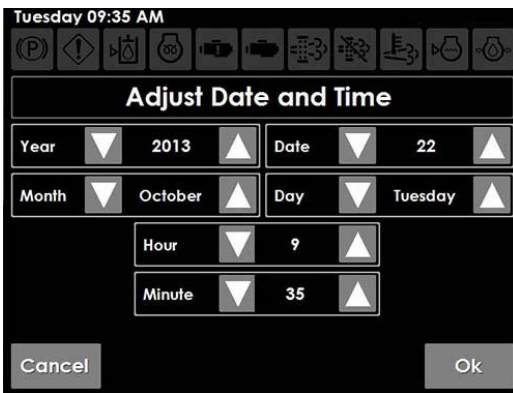 Tuesday 09:35 AM
(P)
Adjust Date and Time
Year 2013 Date 22
Month October Day Tuesday
Hour 9
Minute 35
Cancel Ok